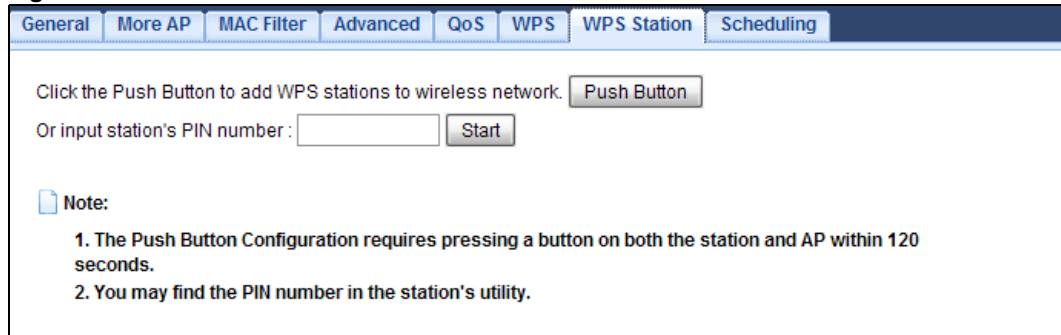 General More AP MAC Filter Advanced QoS WPS WPS Station Scheduling
Click the Push Button to add WPS stations to wireless network. Push Button
Or input station's PIN number : Start
Note:
1. The Push Button Configuration requires pressing a button on both the station and AP within 120
seconds.
2. You may find the PIN number in the station's utility.